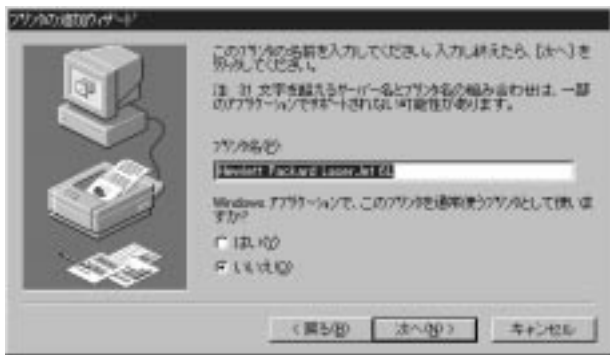 プリンタの追加ウィザード
このプリンタの名前を入力してください。入力し終えたら、[次へ]を
クリックしてください。
注: 31 文字を超えるサーバー名とプリンタ名の組み合わせは、一部
のアプリケーションでサポートされない可能性があります。
プリンタ名(P):
Hewlett Packard LaserJet 6L
Windows アプリケーションで、このプリンタを通常使うプリンタとして使いま
すか?
はい(Y)
いいえ(O)
< 戻る(B)
次へ(N) >
キャンセル